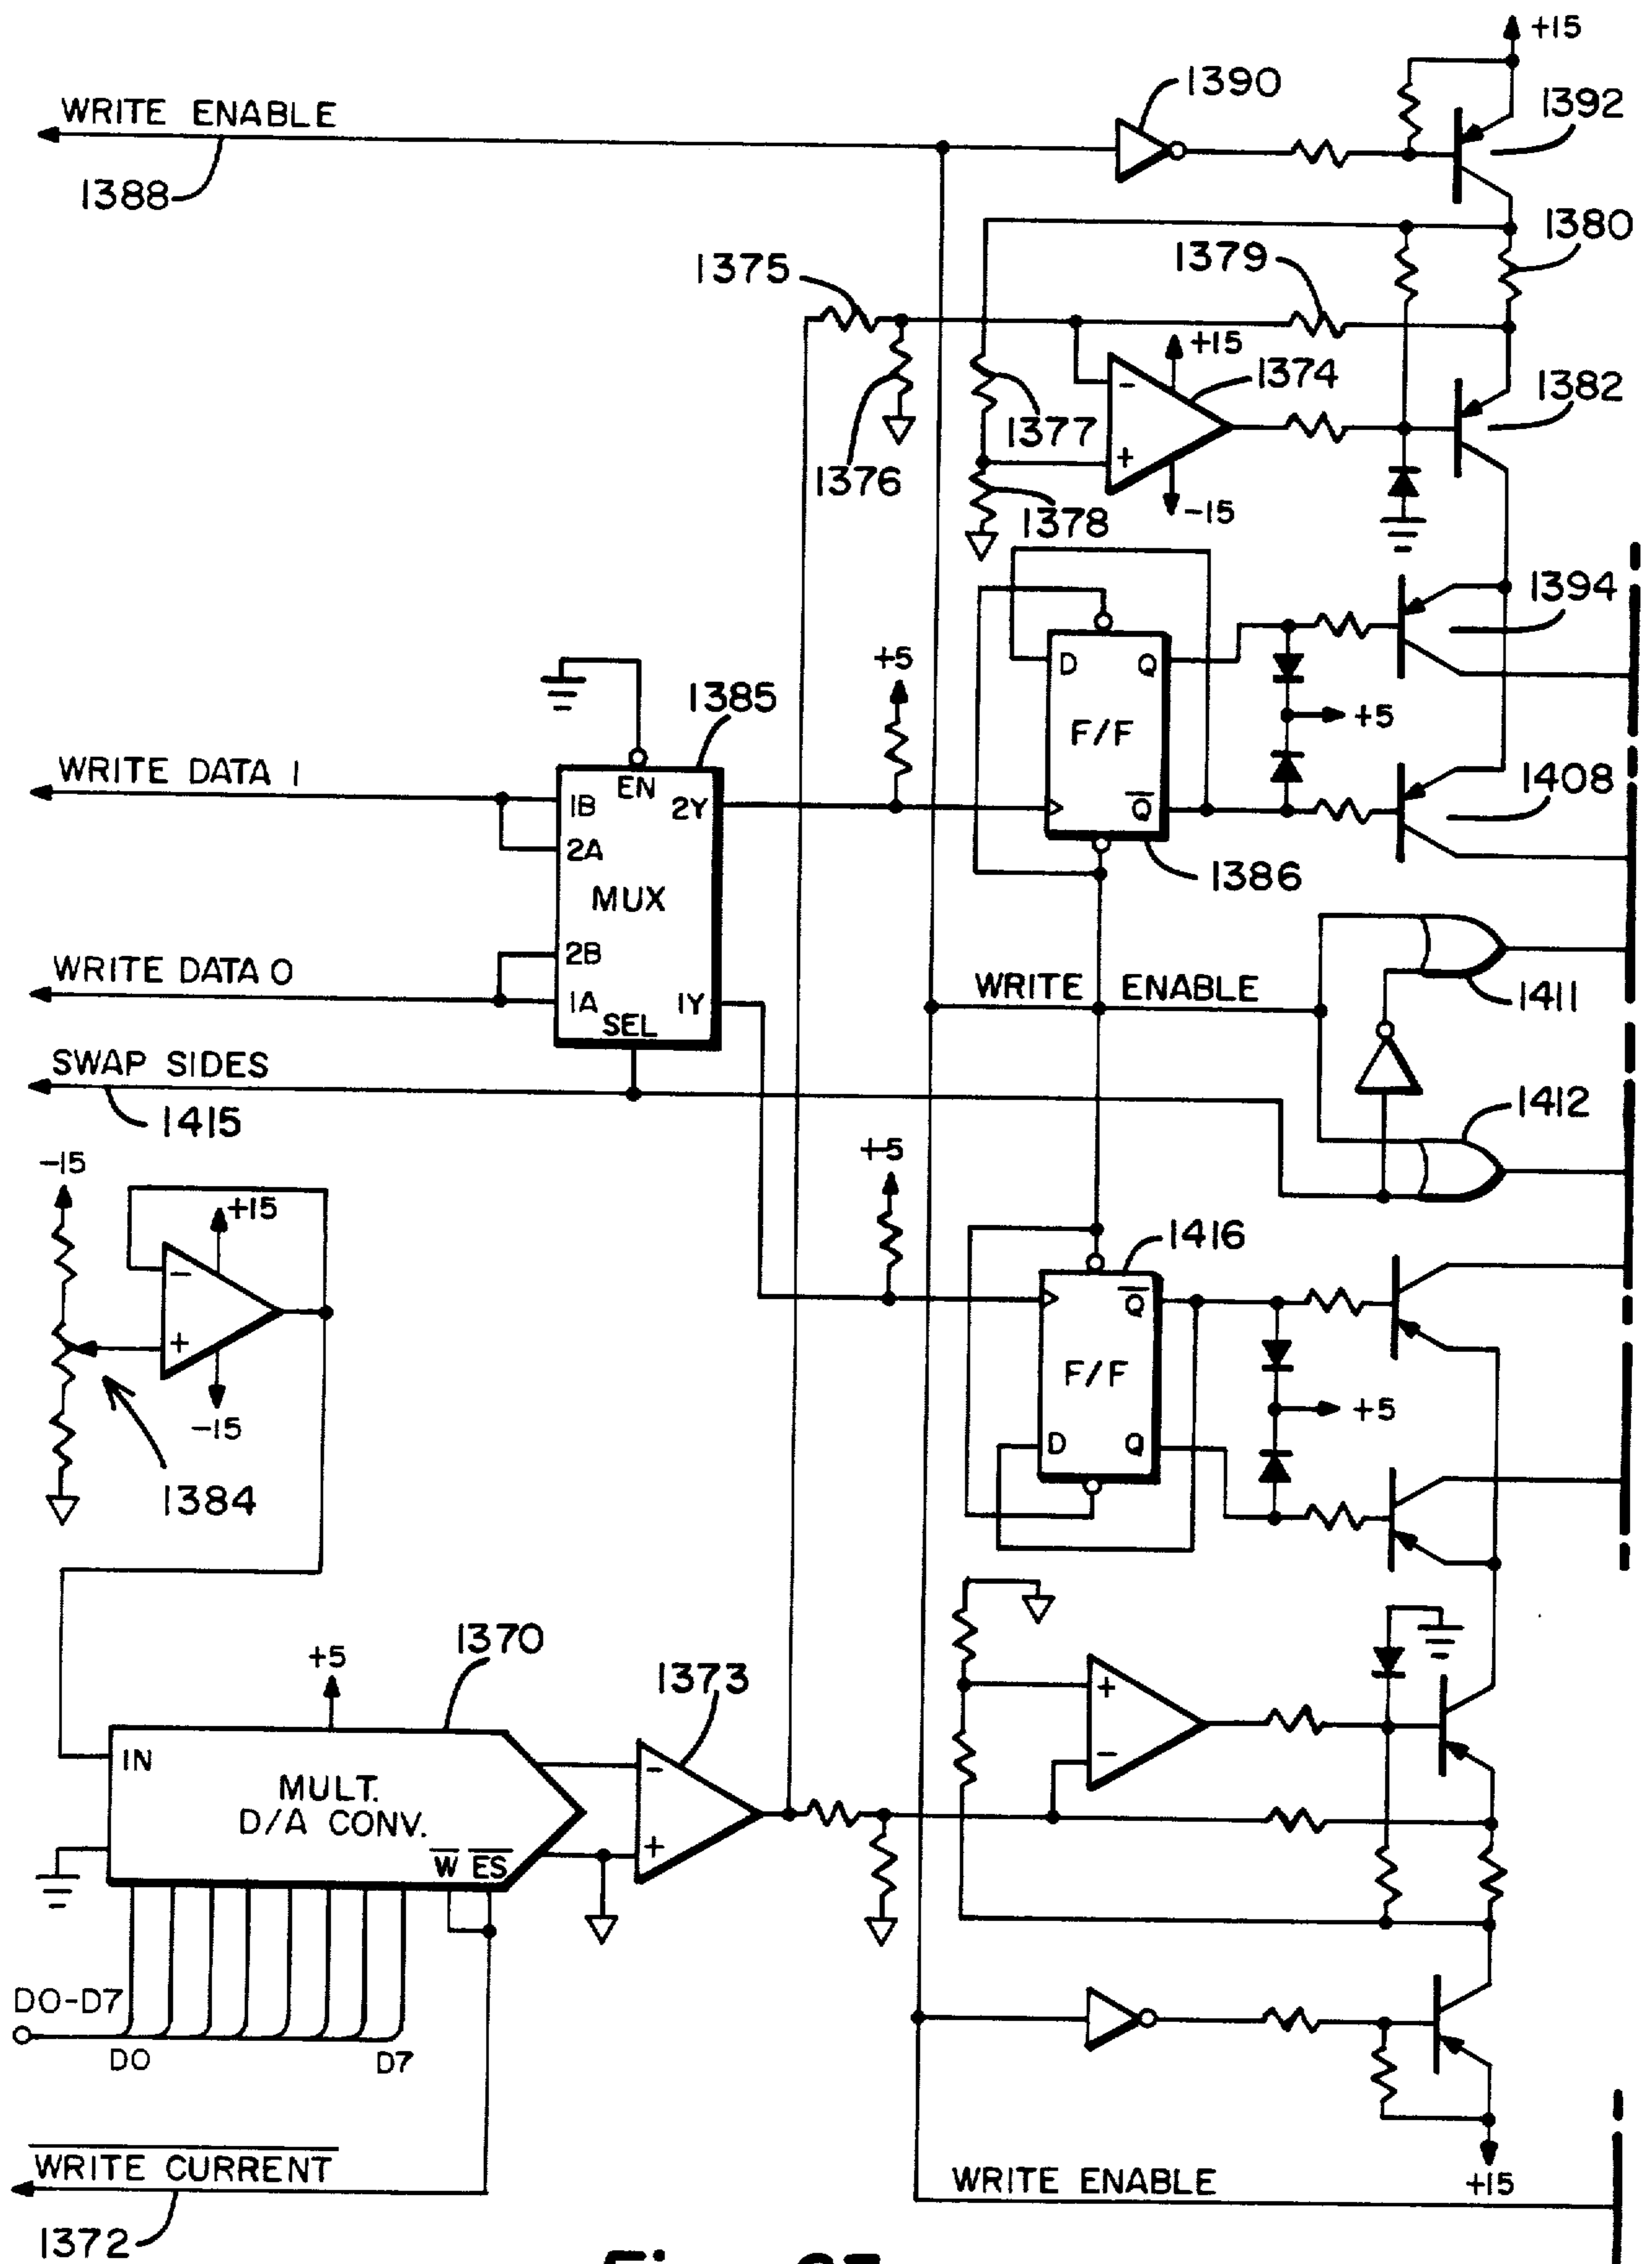 +15
1390
WRITE ENABLE
1392
1388
1380
1375
1379
+15
1374
-
1382
1377
1376
+
1378
-15
1394
D Q
+5
1385
F/F
+5
WRITE DATA 1
EN
1B 2Y
Q
1408
2A
1386
MUX
2B
WRITE DATA 0
WRITE ENABLE
1411
1A 1Y
SEL
SWAP SIDES
1412
1415
+5
-15
+15
1416
-
Q
+
F/F
+5
-15
D Q
1384
1370
+5
1373
+
IN
-
-
MULT.
D/A CONV.
W ES
+
D0-D7
D0 D7
WRITE CURRENT
WRITE ENABLE
+15
1372